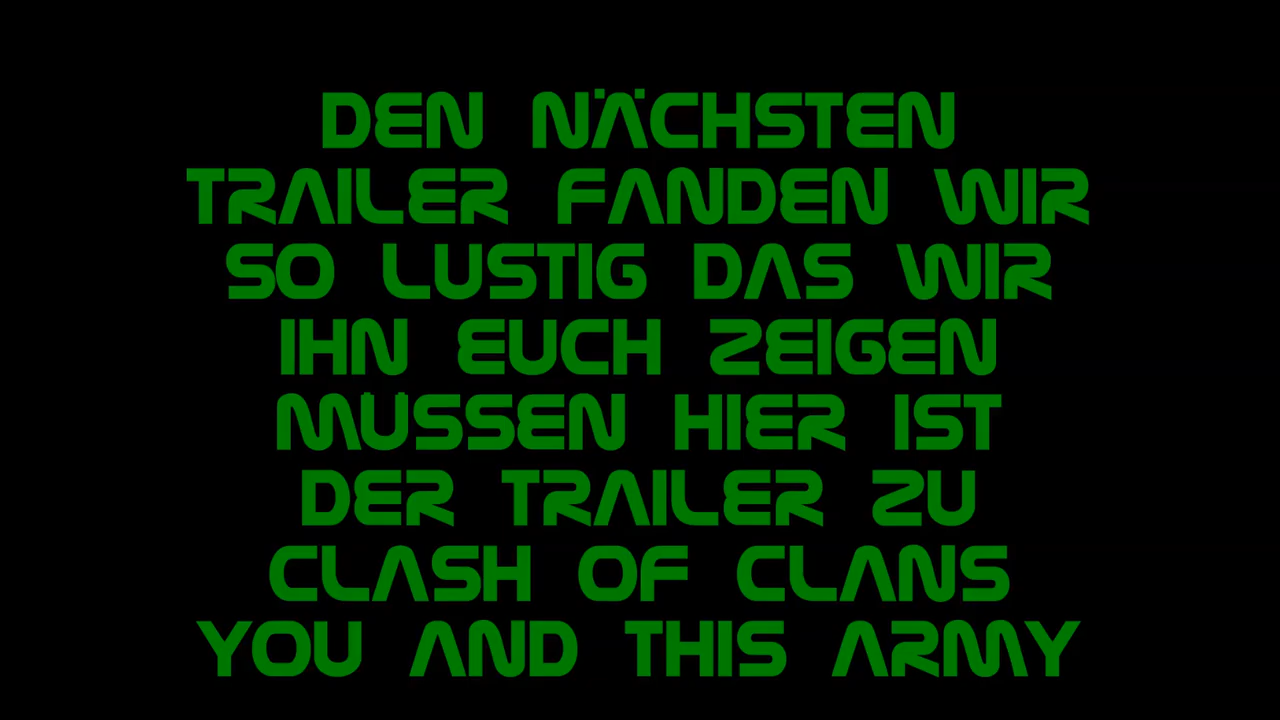 DEN NÄCHSTEN
TRAILER FANDEN WIR
SO LUSTIG DAS WIR
IHN EUCH ZEIGEN
MÜSSEN HIER IST
DER TRAILER ZU
CLASH OF CLANS
YOU AND THIS ARMY